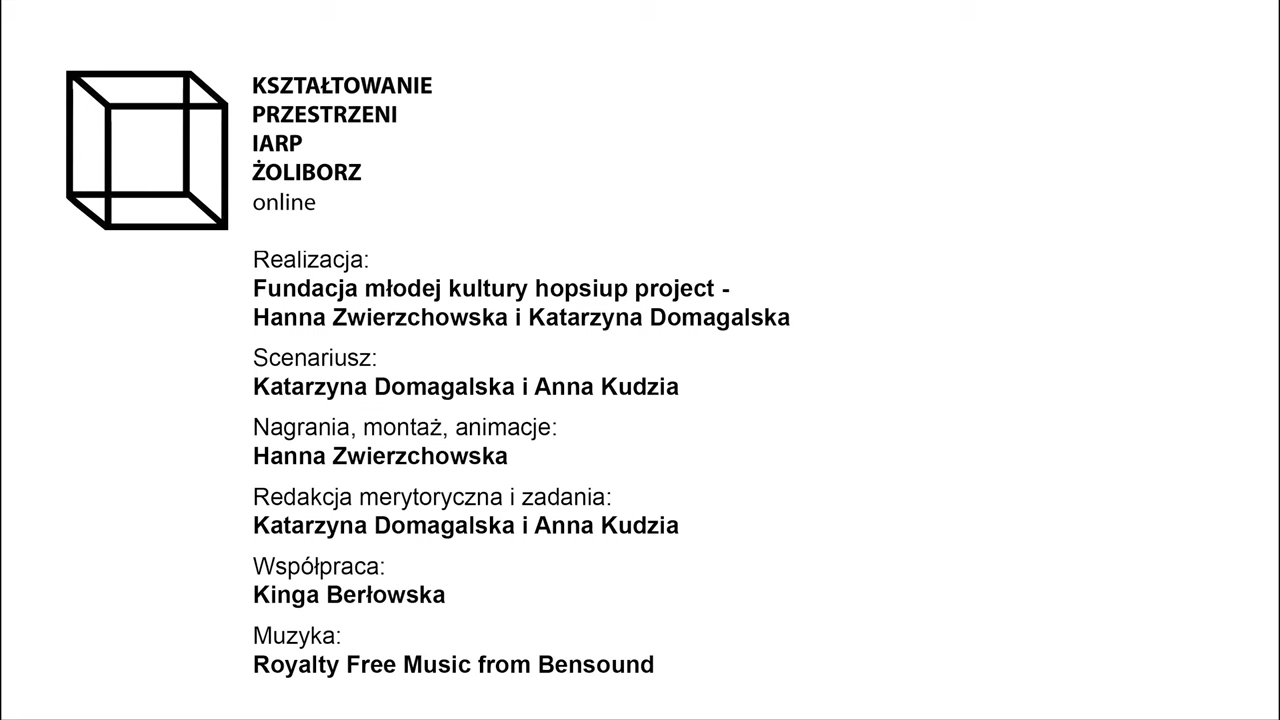 KSZTAŁTOWANIE
PRZESTRZENI
IARP
ŻOLIBORZ
online
Realizacja:
Fundacja młodej kultury hopsiup project -
Hanna Zwierzchowska i Katarzyna Domagalska
Scenariusz:
Katarzyna Domagalska i Anna Kudzia
Nagrania, montaż, animacje:
Hanna Zwierzchowska
Redakcja merytoryczna i zadania:
Katarzyna Domagalska i Anna Kudzia
Współpraca:
Kinga Berłowska
Muzyka:
Royalty Free Music from Bensound